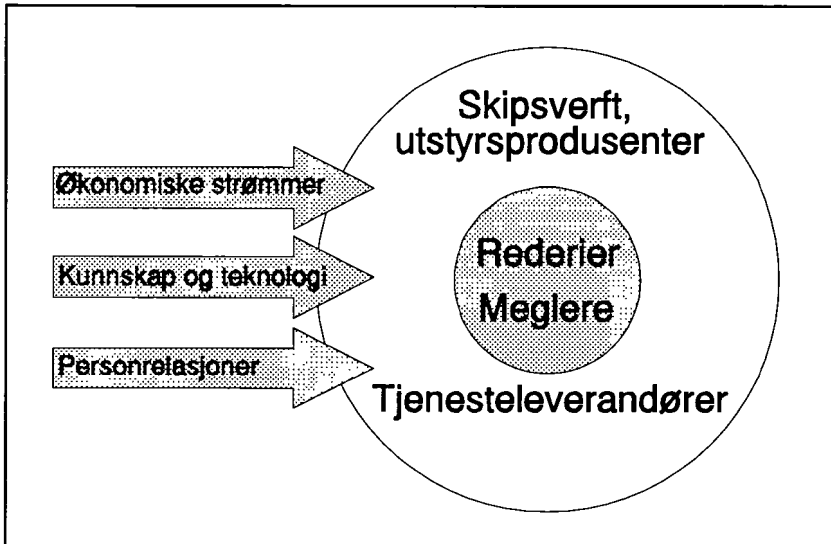 Skipsverft,
utstyrsprodusenter
Økonomiske strømmer
Kunnskap og teknologi
Personrelasjoner
Rederier
Meglere
Tjenesteleverandører